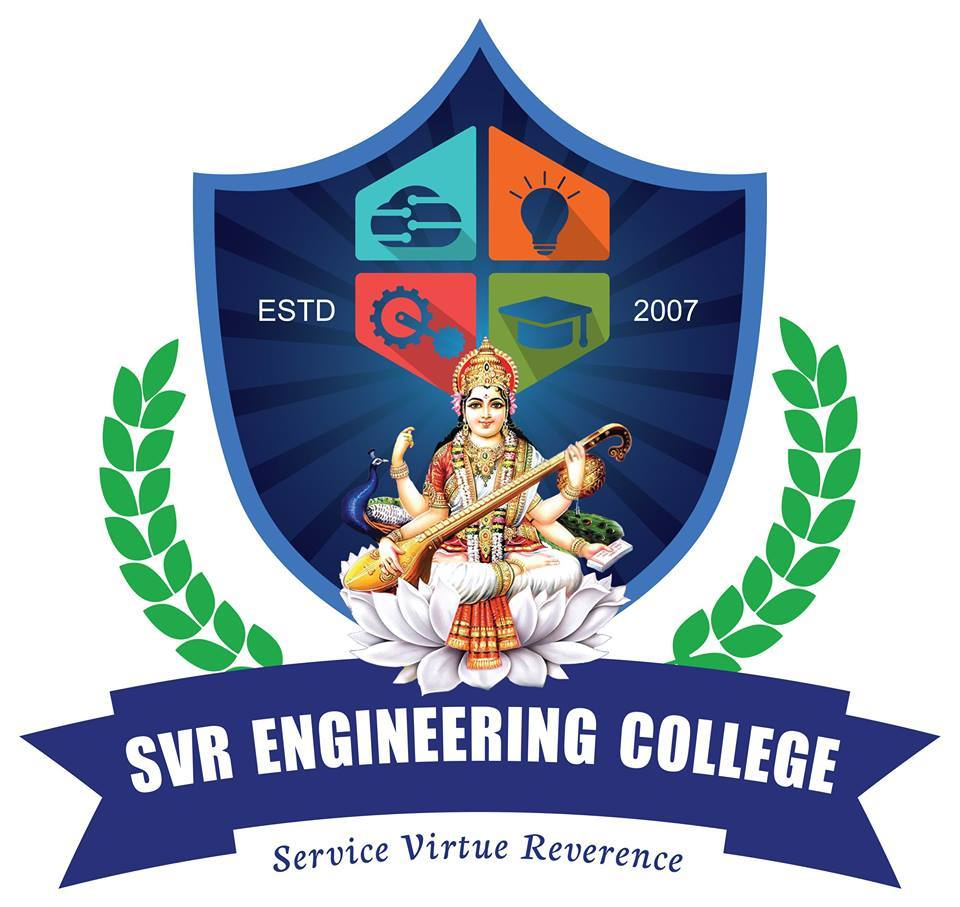 ESTD 2007
SVR ENGINEERING COLLEGE
Service Virtue Reverence